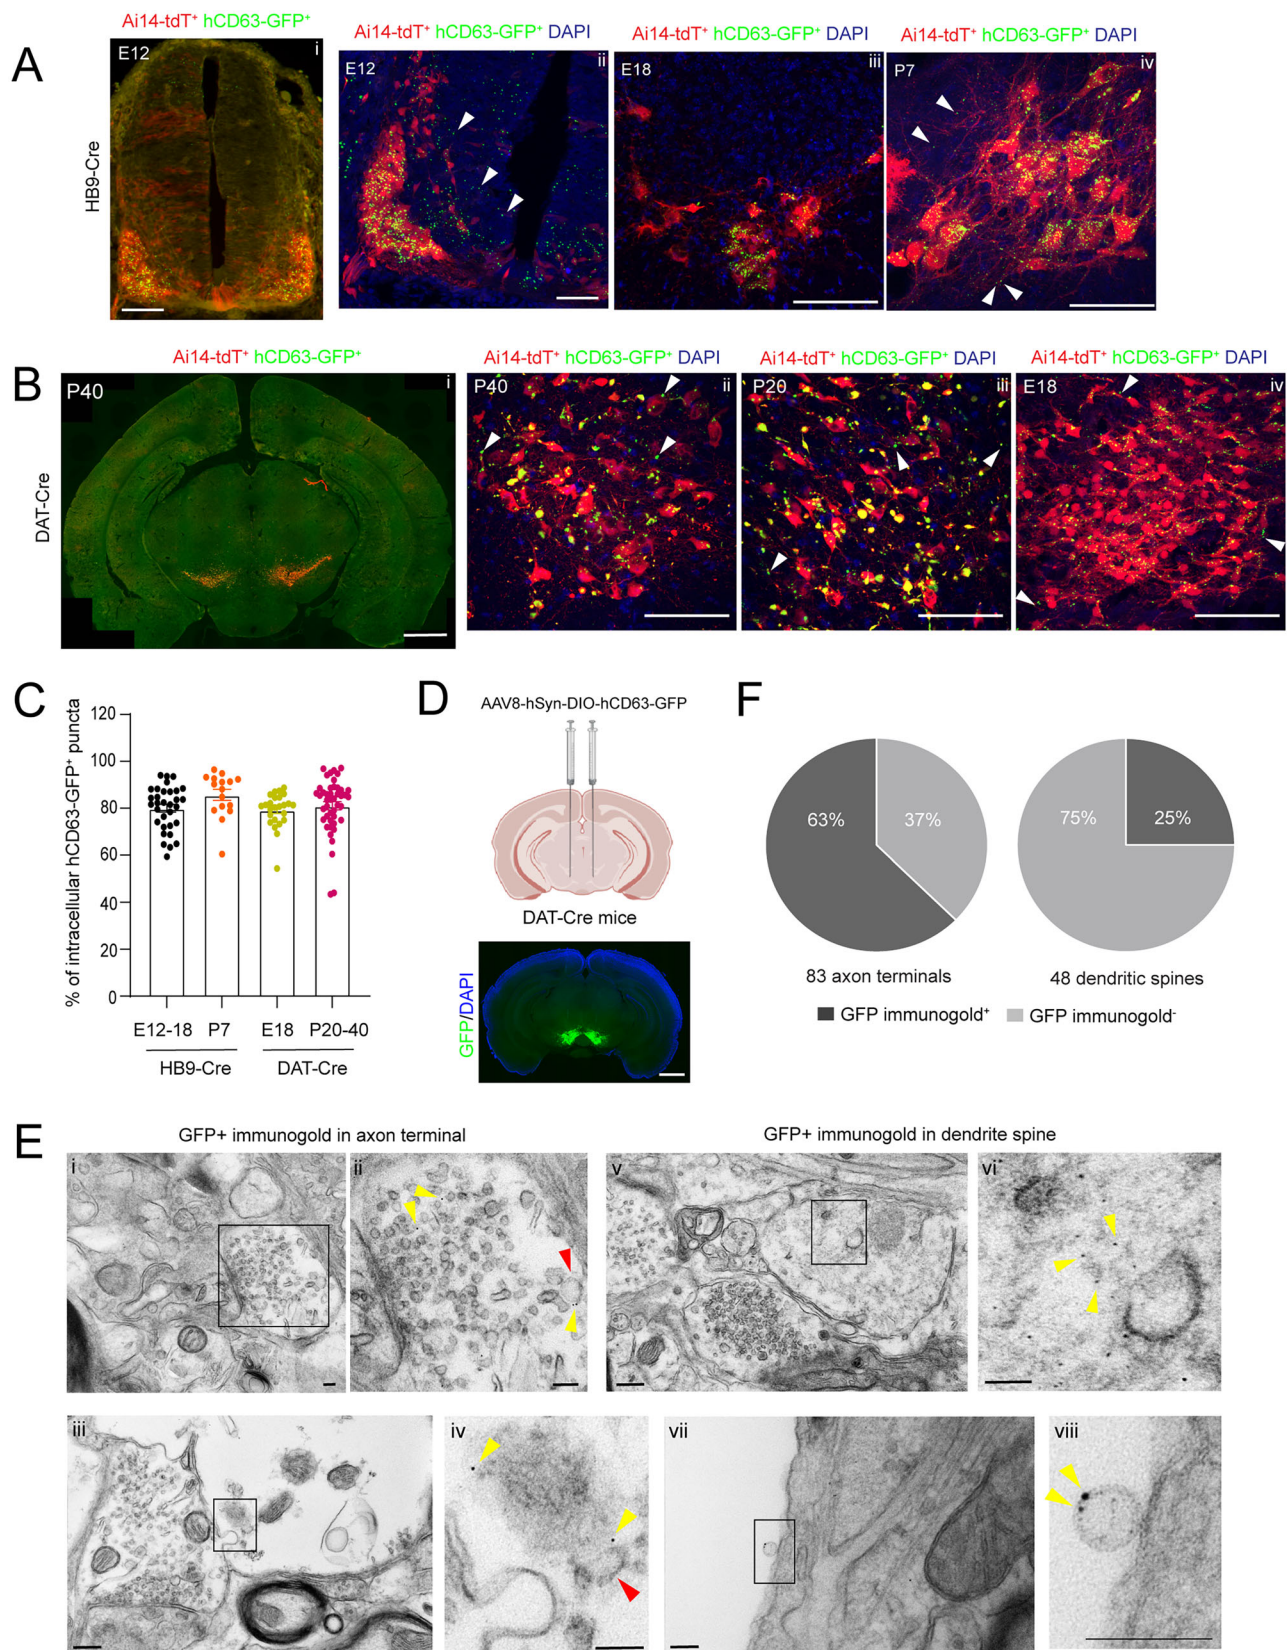 A
HB9-Cre
Ai14-tdT⁺ hCD63-GFP⁺
E12
i
Ai14-tdT⁺ hCD63-GFP⁺ DAPI
E12
ii
Ai14-tdT⁺ hCD63-GFP⁺ DAPI
E18
iii
Ai14-tdT⁺ hCD63-GFP⁺ DAPI
P7
iv
B
DAT-Cre
Ai14-tdT⁺ hCD63-GFP⁺
P40
i
Ai14-tdT⁺ hCD63-GFP⁺ DAPI
P40
ii
Ai14-tdT⁺ hCD63-GFP⁺ DAPI
P20
iii
Ai14-tdT⁺ hCD63-GFP⁺ DAPI
E18
iv
C
% of intracellular hCD63-GFP⁺ puncta
120
100
80
60
40
20
0
E12-18 P7 E18 P20-40
HB9-Cre DAT-Cre
D
AAV8-hSyn-DIO-hCD63-GFP
DAT-Cre mice
GFP/DAPI
F
63% 37%
75% 25%
83 axon terminals
48 dendritic spines
GFP immunogold⁺ GFP immunogold⁻
E
GFP+ immunogold in axon terminal
GFP+ immunogold in dendrite spine
i
ii
v
vi
iii
iv
vii
viii